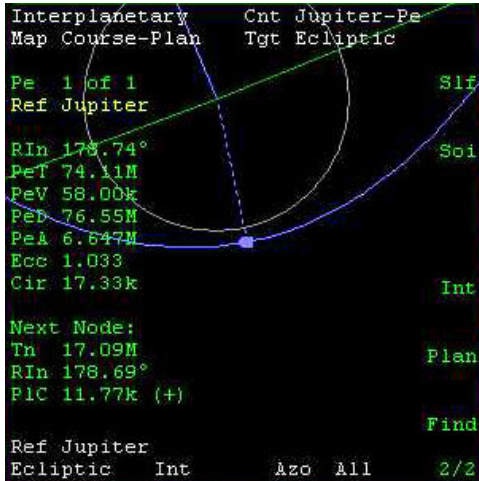 Interplanetary Cnt Jupiter-Pe
Map Course-Plan Tgt Ecliptic
Pe 1 of 1 Slf
Ref Jupiter
RIn 178.74° Soi
PeT 74.11M
PeV 58.00k
PeD 76.55M
PeA 6.647M
Ecc 1.033
Cir 17.33k Int
Next Node:
Tn 17.09M Plan
RIn 178.69°
PlC 11.77k (+)
Find
Ref Jupiter
Ecliptic Int Azo All 2/2